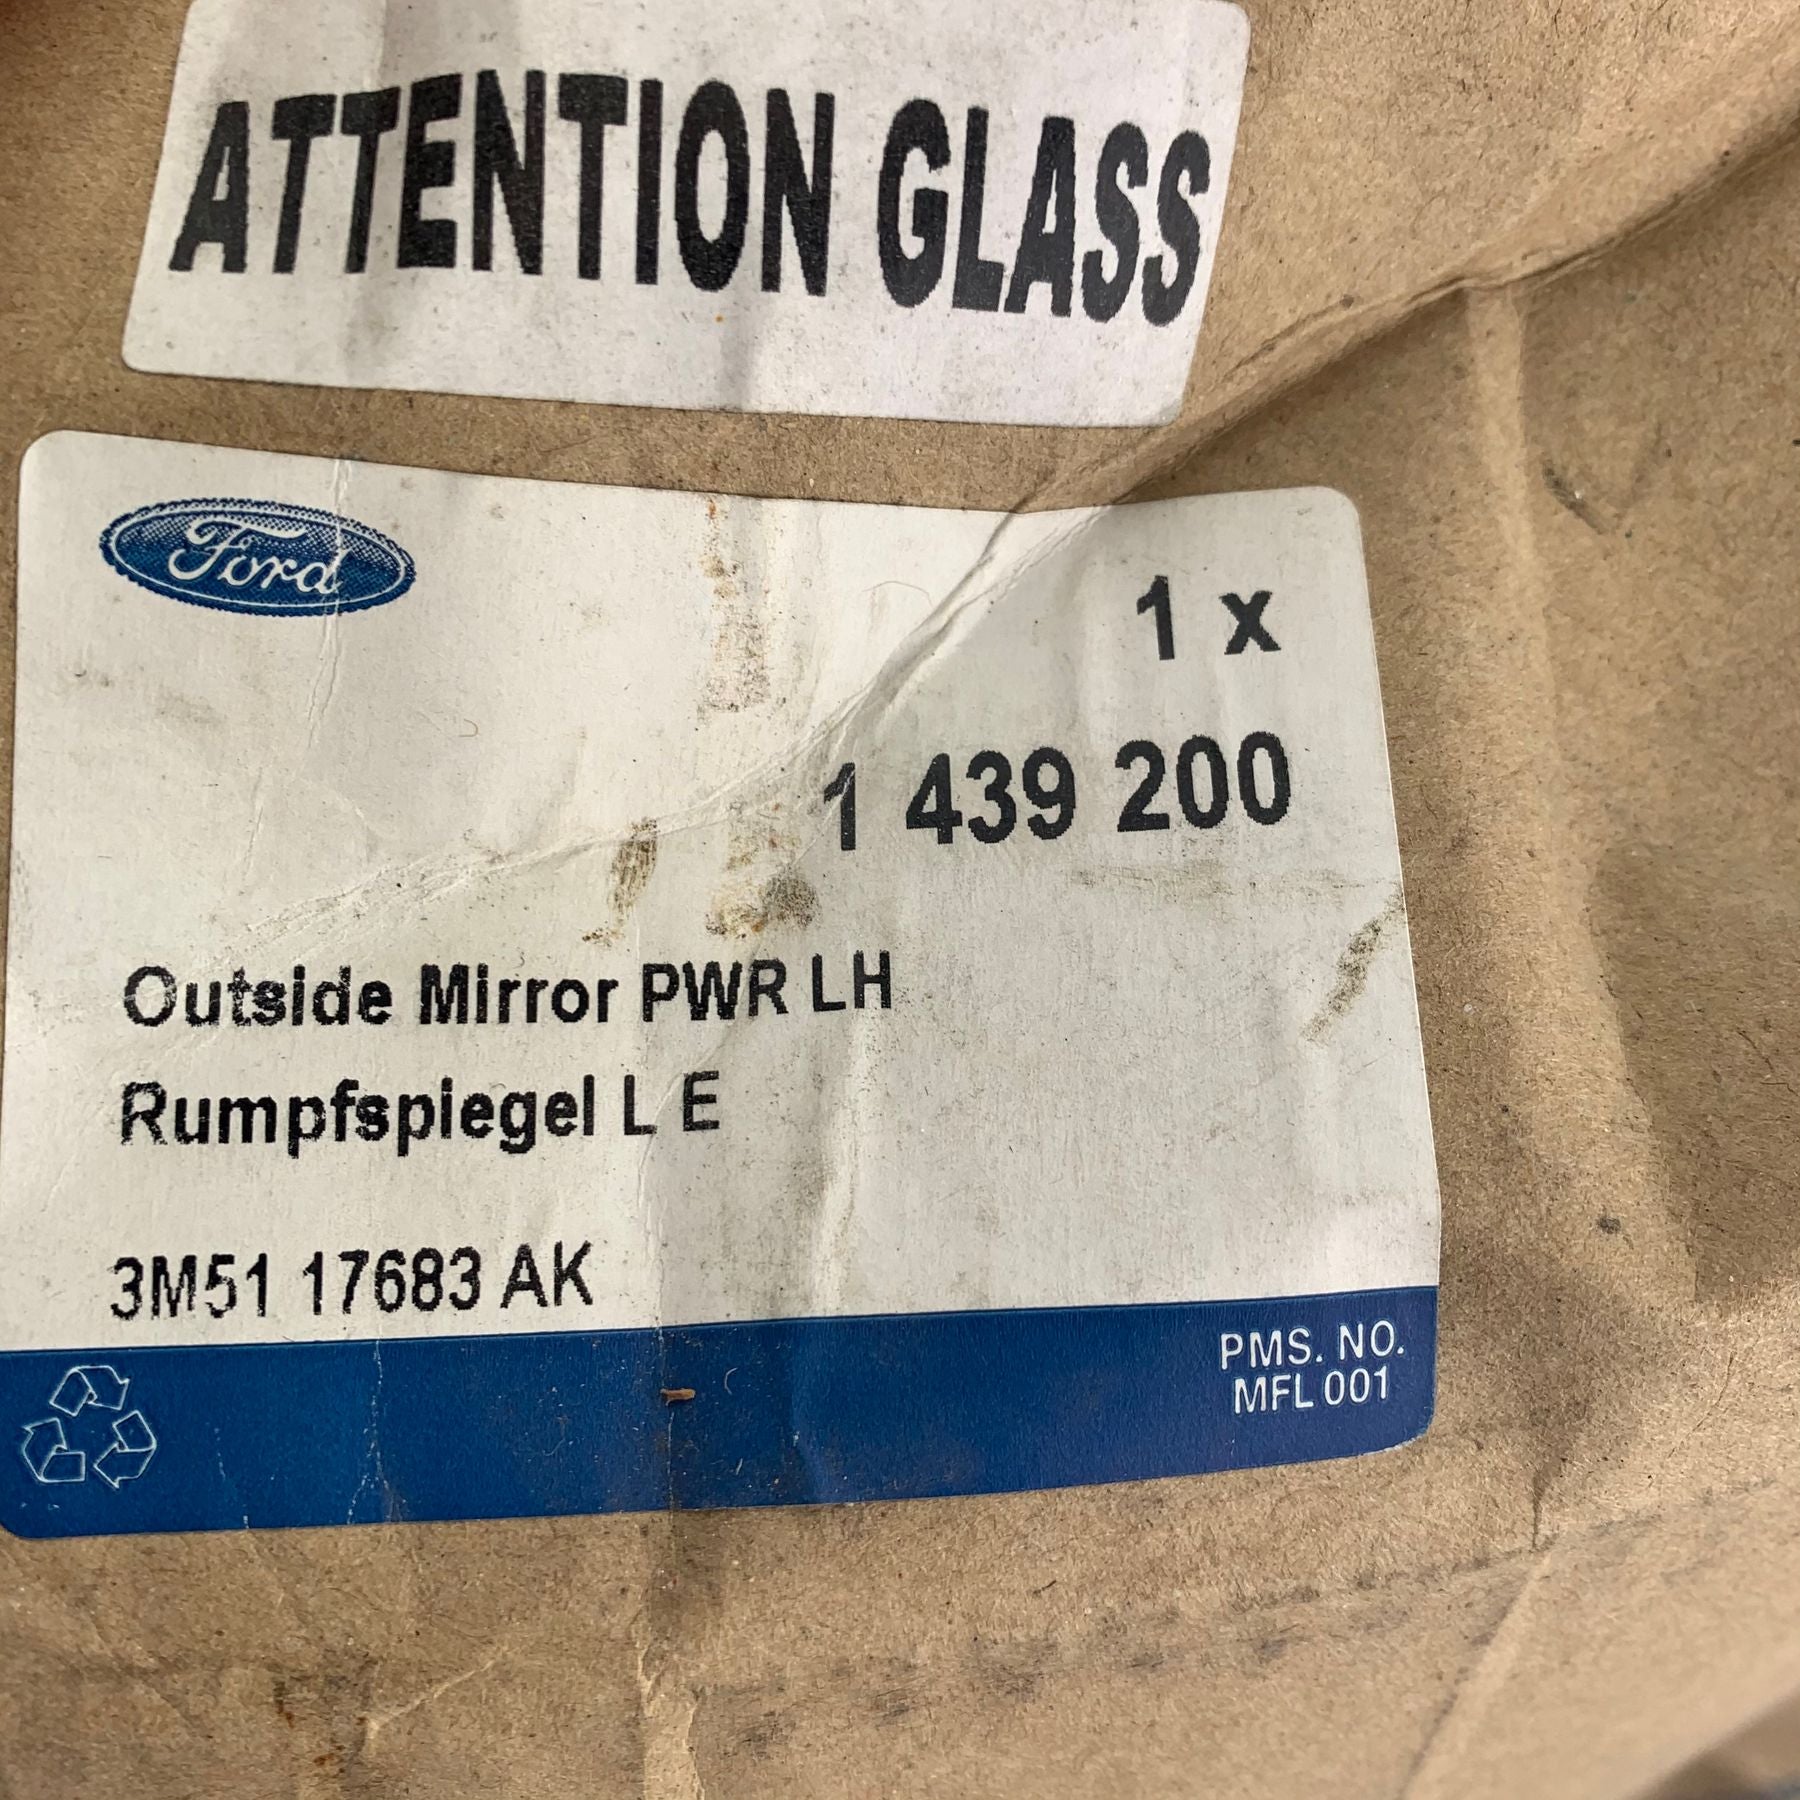 ATTENTION GLASS
Ford
1 x
1 439 200
Outside Mirror PWR LH
Rumpfspiegel L E
3M51 17683 AK
PMS. NO.
MFL 001